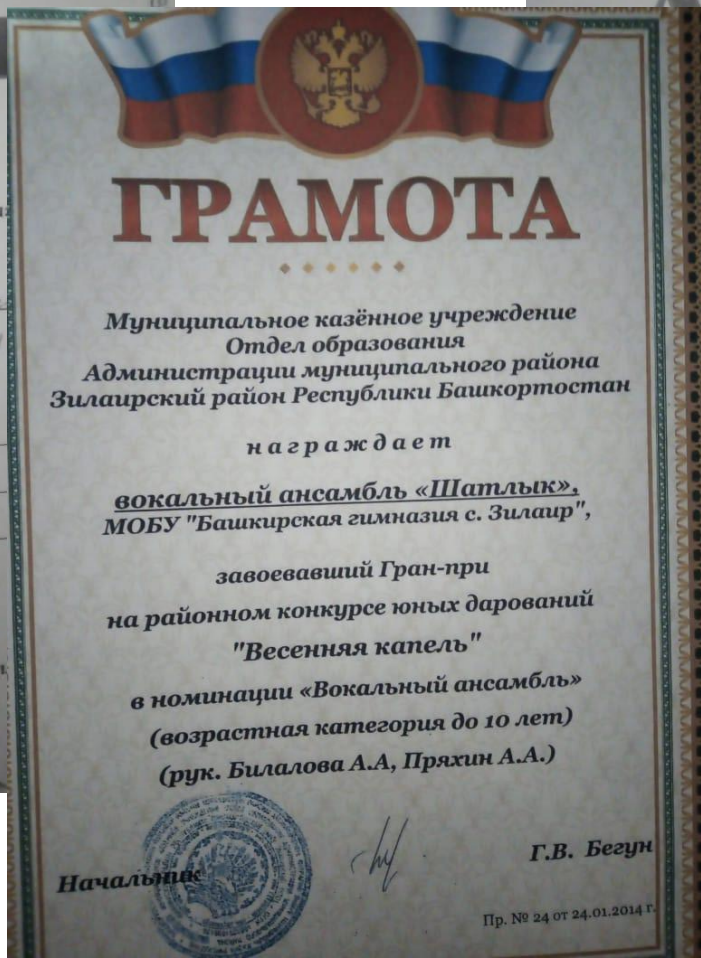 ГРАМОТА
Муниципальное казённое учреждение
Отдел образования
Администрации муниципального района
Зилаирский район Республики Башкортостан
награждает
вокальный ансамбль «Шатлык»,
МОБУ "Башкирская гимназия с. Зилаир",
завоевавший Гран-при
на районном конкурсе юных дарований
"Весенняя капель"
в номинации «Вокальный ансамбль»
(возрастная категория до 10 лет)
(рук. Билалова А.А, Пряхин А.А.)
Начальник
Г.В. Бегун
Пр. № 24 от 24.01.2014 г.